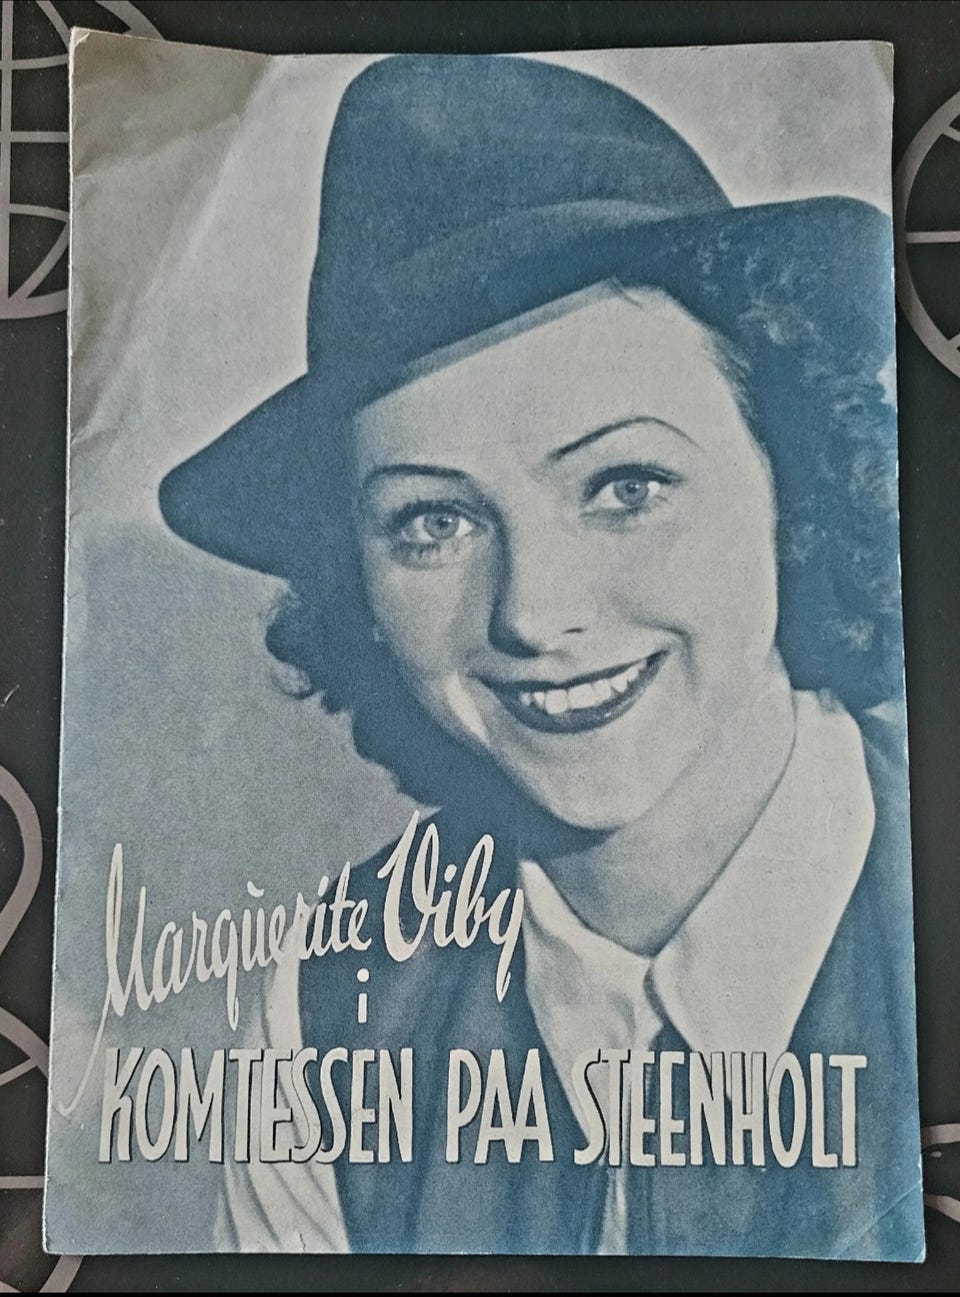 Marguerite Viby
i
KOMTESSEN PAA STEENHOLT